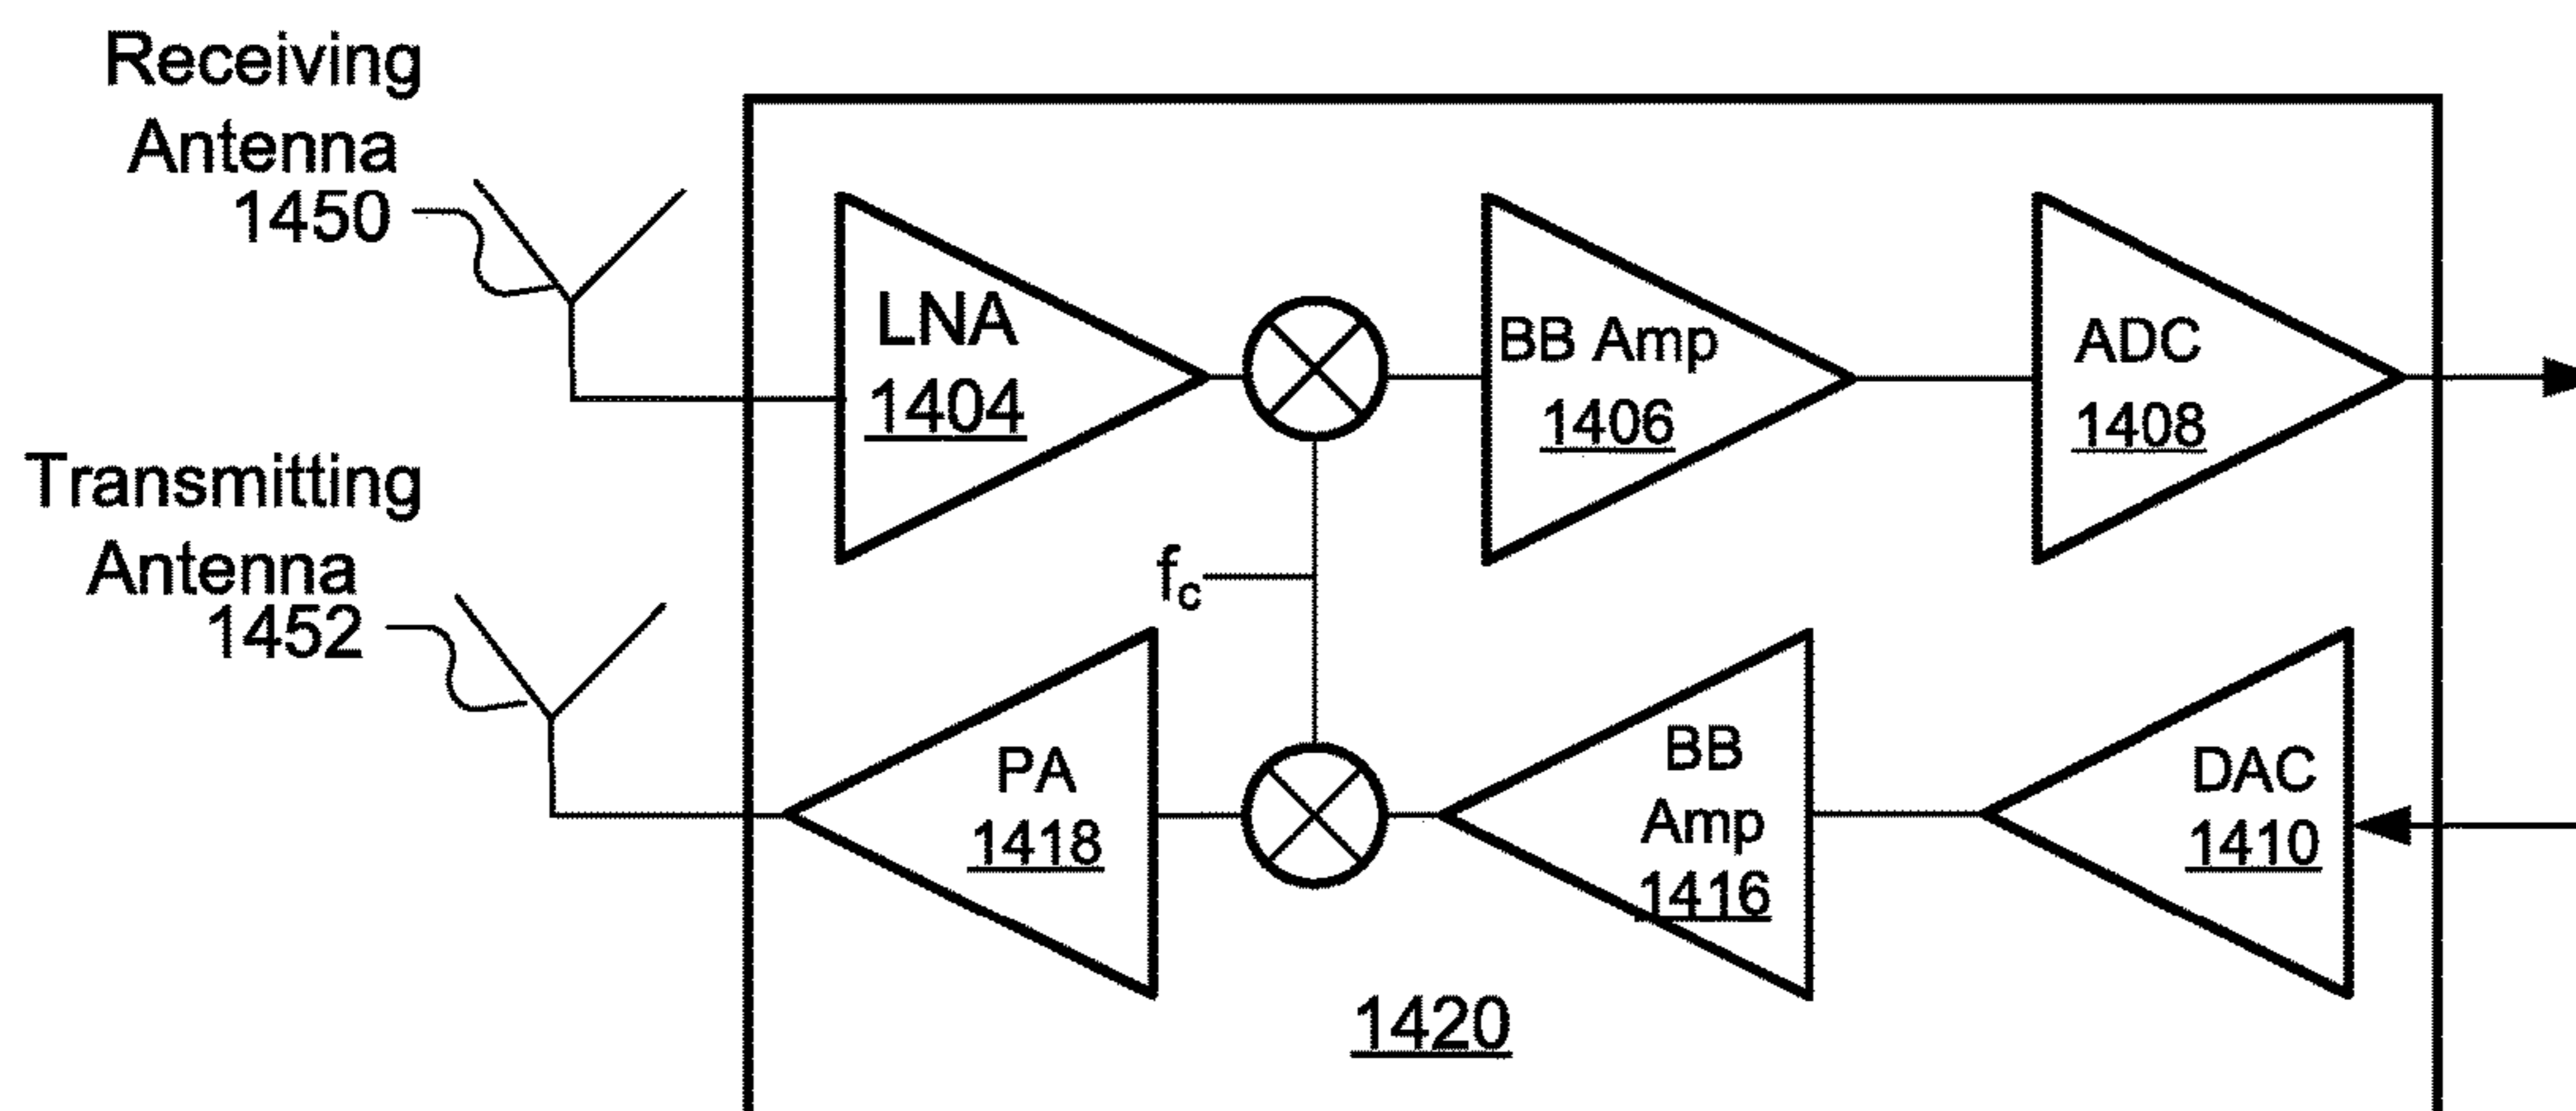 Receiving
Antenna
1450
LNA
1404
BB Amp
1406
ADC
1408
Transmitting
Antenna
1452
fc
PA
1418
BB
Amp
1416
DAC
1410
1420